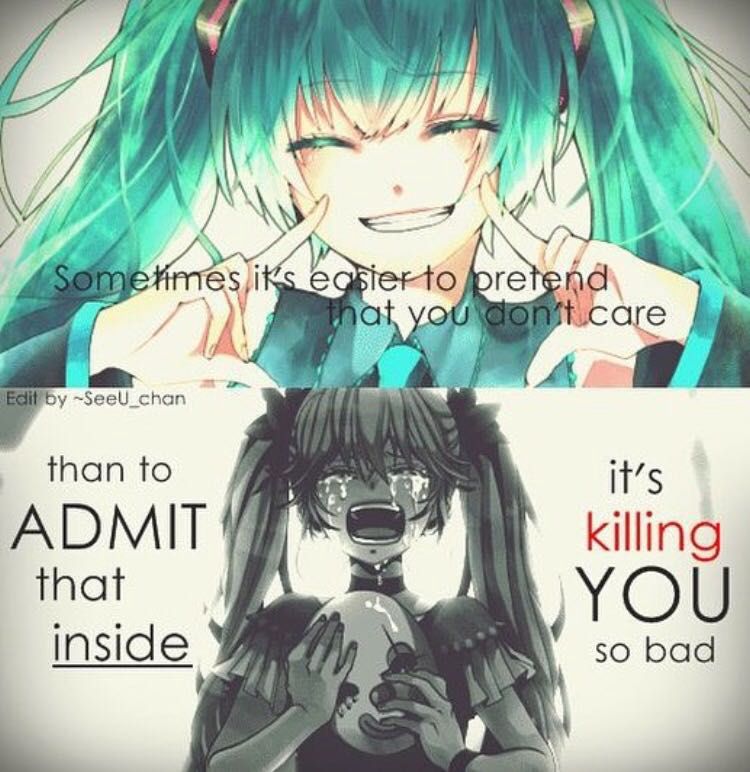 Sometimes it's easier to pretend
that you don't care
Edit by ~SeeU_chan
than to
ADMIT
that
inside
it's
killing
YOU
so bad